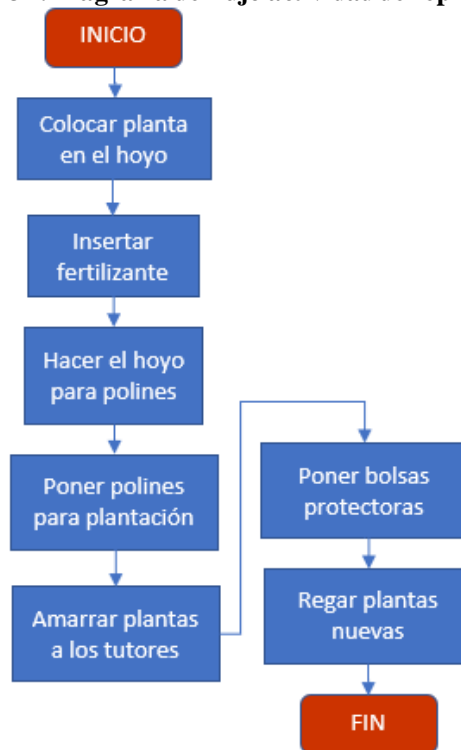 INICIO
Colocar planta
en el hoyo
Insertar
fertilizante
Hacer el hoyo
para polines
Poner polines
para plantación
Amarrar plantas
a los tutores
Poner bolsas
protectoras
Regar plantas
nuevas
FIN